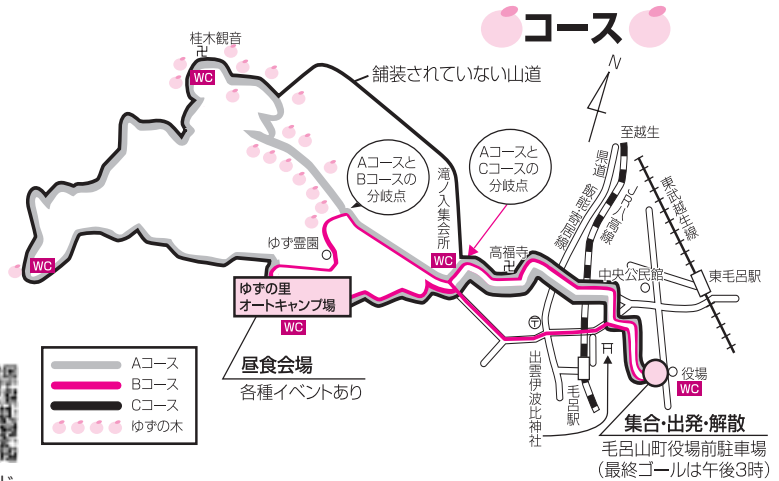 コース
N
桂木観音
卍
WC
舗装されていない山道
Aコースと
Bコースの
分岐点
Aコースと
Cコースの
分岐点
滝ノ入集会所
WC
高福寺
卍
至越生
県道 飯能寄居線
JR八高線
東武越生線
中央公民館
東毛呂駅
ゆず霊園
WC
ゆずの里
オートキャンプ場
WC
昼食会場
各種イベントあり
Aコース
Bコース
Cコース
ゆずの木
〒
出雲伊波比神社
毛呂駅
役場
WC
集合・出発・解散
毛呂山町役場前駐車場
(最終ゴールは午後3時)